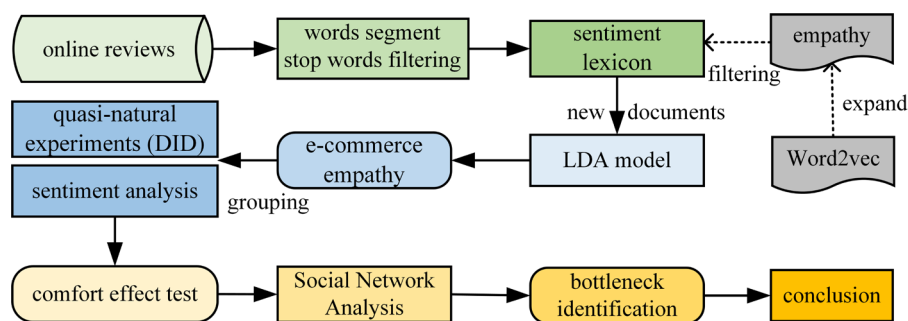 online reviews
words segment
stop words filtering
sentiment
lexicon
empathy
filtering
expand
new documents
quasi-natural
experiments (DID)
e-commerce
empathy
LDA model
Word2vec
sentiment analysis
grouping
comfort effect test
Social Network
Analysis
bottleneck
identification
conclusion